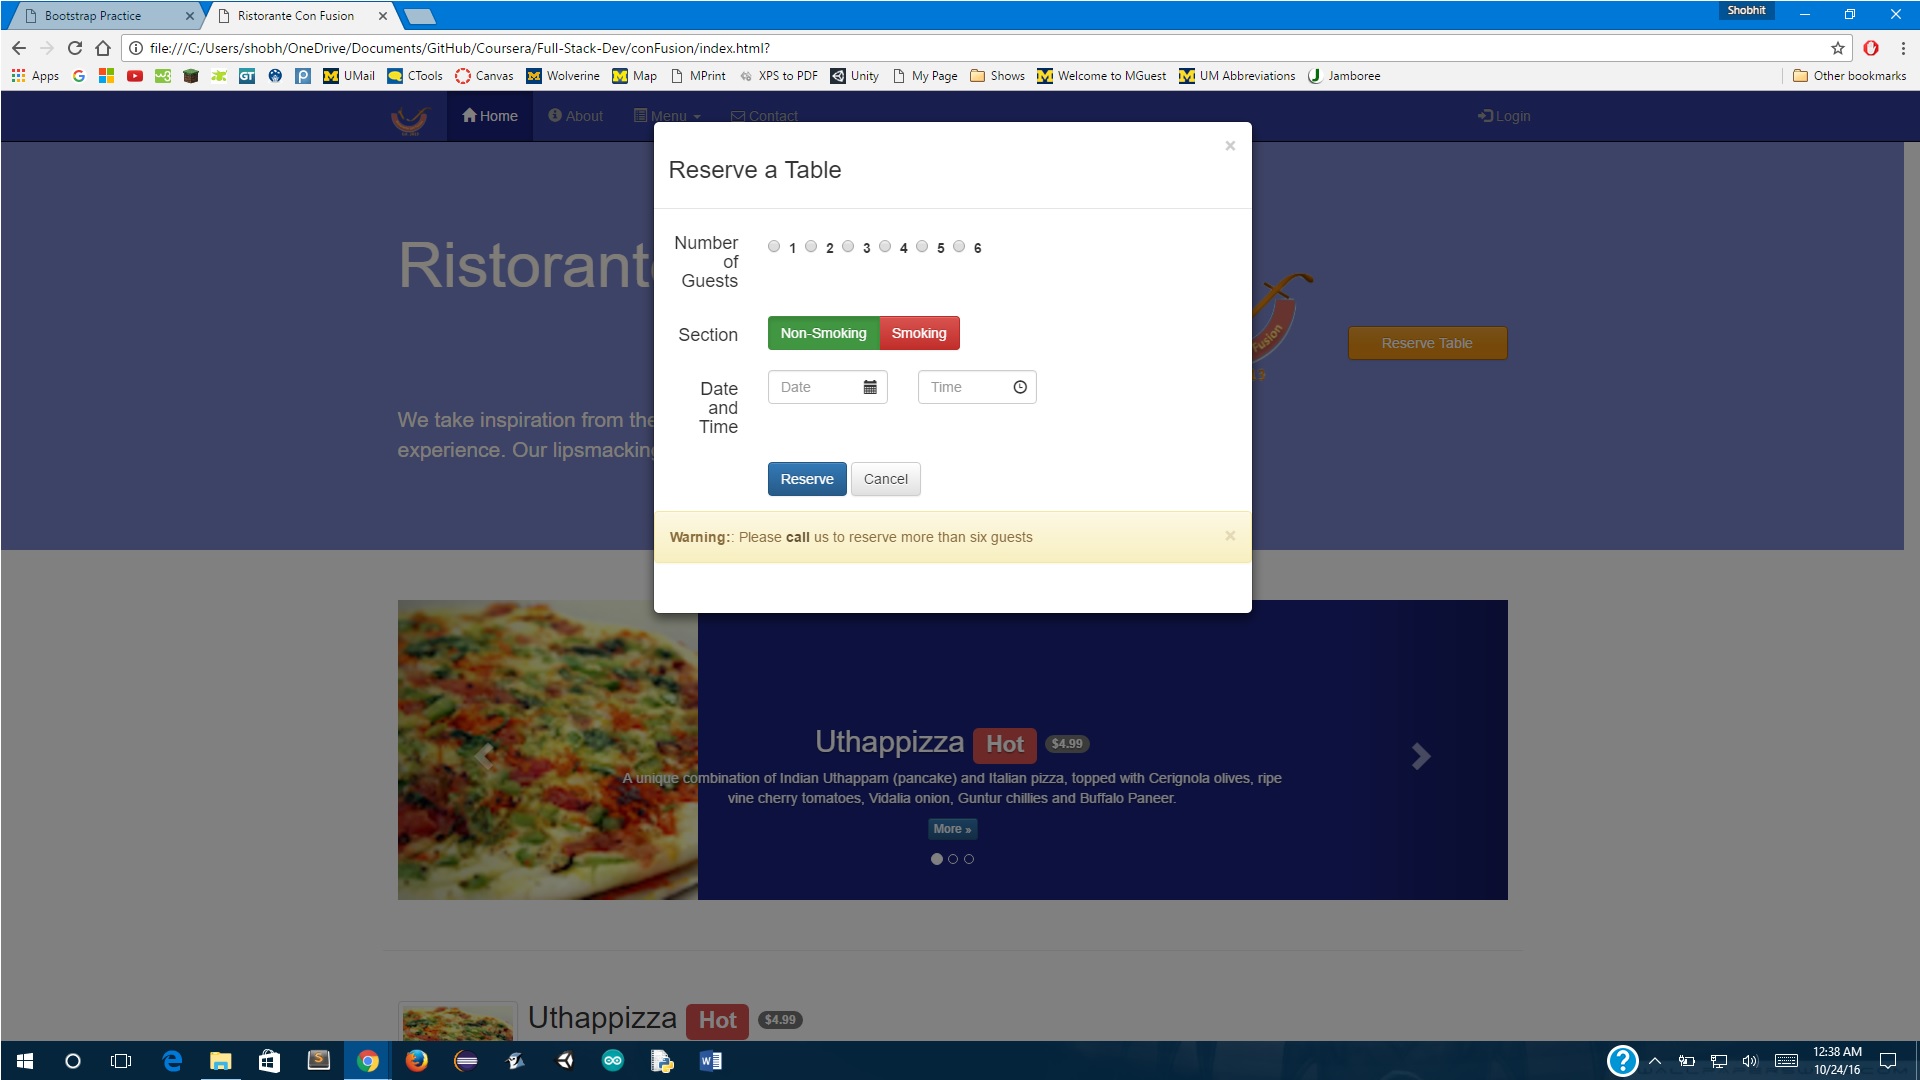 Bootstrap Practice
Ristorante Con Fusion
Shobhit
file:///C:/Users/shobh/OneDrive/Documents/GitHub/Coursera/Full-Stack-Dev/conFusion/index.html?
Apps UMail CTools Canvas Wolverine Map MPrint XPS to PDF Unity My Page Shows Welcome to MGuest UM Abbreviations Jamboree Other bookmarks
Home About Menu Contact Login
Reserve a Table
Number of Guests
1 2 3 4 5 6
Section Non-Smoking Smoking
Date and Time
Date Time
Reserve Cancel
Warning:: Please call us to reserve more than six guests
Ristorant
Fusion
Reserve Table
We take inspiration from the
experience. Our lipsmacking
Uthappizza Hot $4.99
A unique combination of Indian Uthappam (pancake) and Italian pizza, topped with Cerignola olives, ripe
vine cherry tomatoes, Vidalia onion, Guntur chillies and Buffalo Paneer.
More »
Uthappizza Hot $4.99
12:38 AM
10/24/16